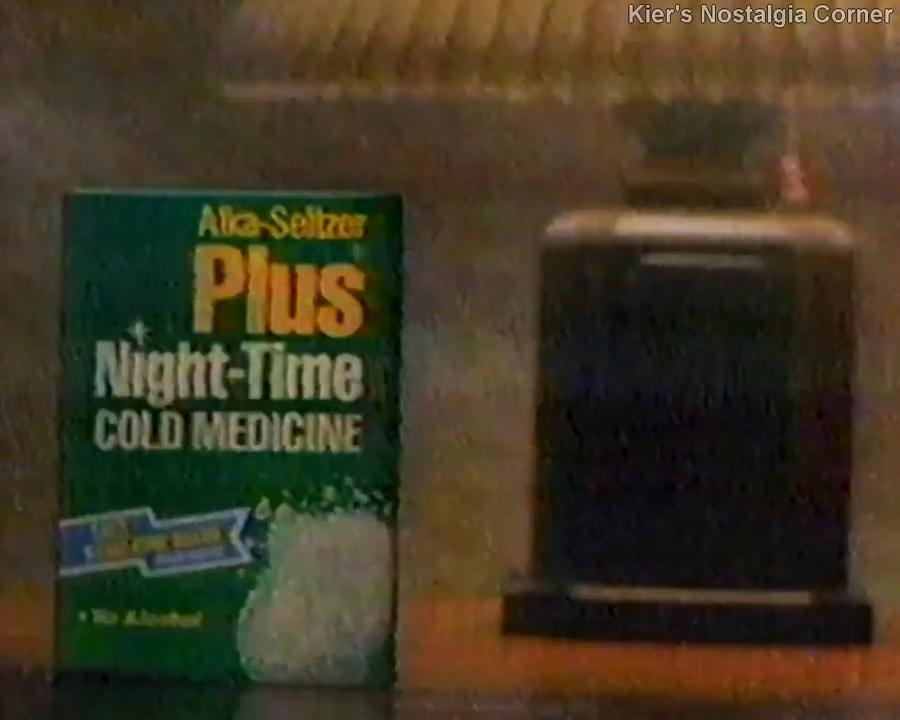 Kier's Nostalgia Corner
Alka-Seltzer
Plus
Night-Time
COLD MEDICINE
• No Alcohol